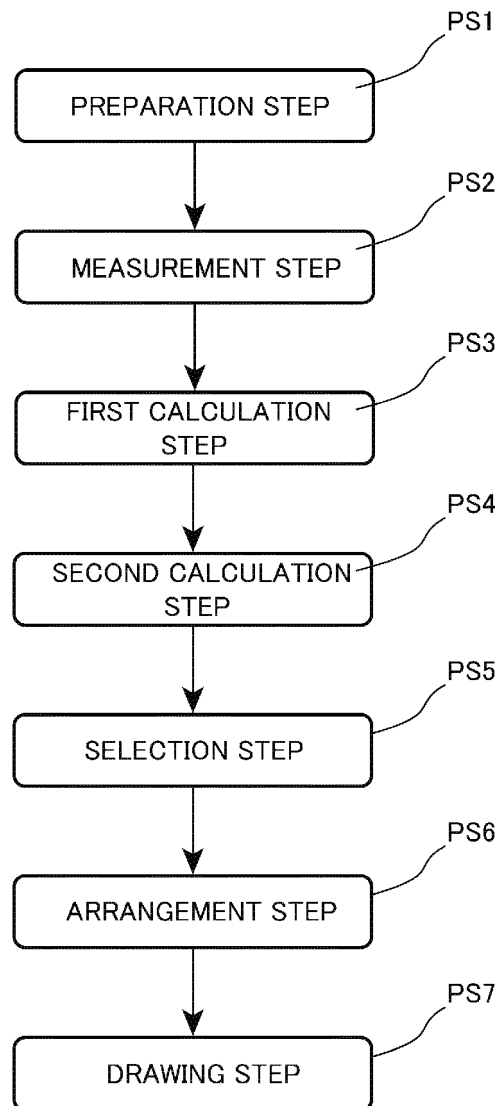 PS1
PREPARATION STEP
PS2
MEASUREMENT STEP
PS3
FIRST CALCULATION
STEP
PS4
SECOND CALCULATION
STEP
PS5
SELECTION STEP
PS6
ARRANGEMENT STEP
PS7
DRAWING STEP